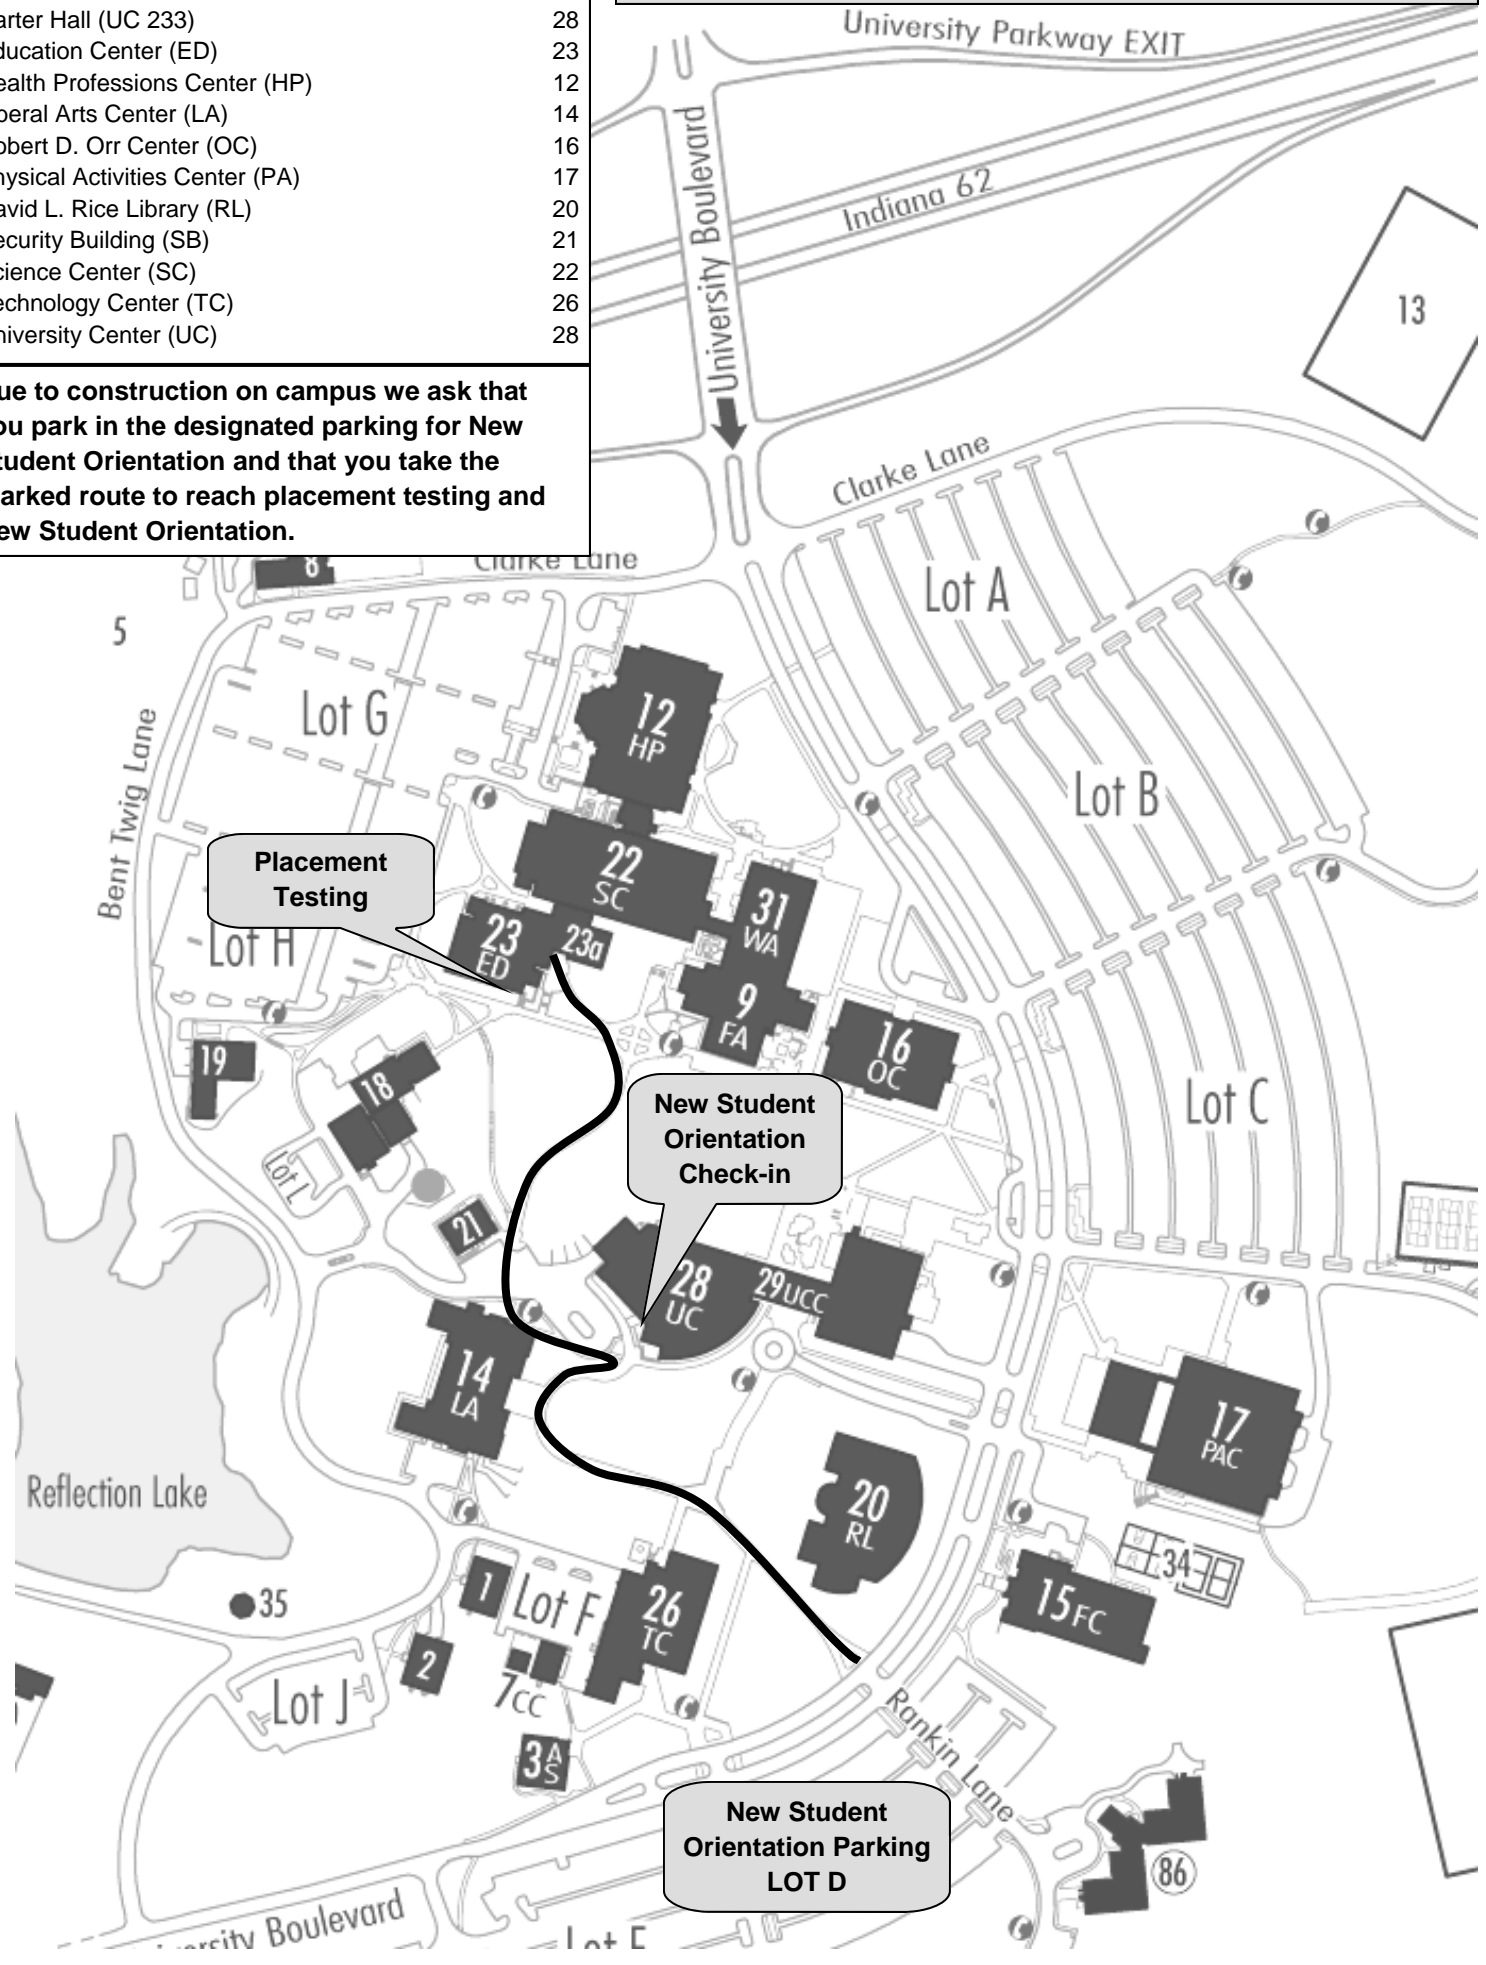 arter Hall (UC 233) 28
ducation Center (ED) 23
ealth Professions Center (HP) 12
beral Arts Center (LA) 14
obert D. Orr Center (OC) 16
hysical Activities Center (PA) 17
avid L. Rice Library (RL) 20
ecurity Building (SB) 21
cience Center (SC) 22
echnology Center (TC) 26
niversity Center (UC) 28
ue to construction on campus we ask that
ou park in the designated parking for New
tudent Orientation and that you take the
arked route to reach placement testing and
ew Student Orientation.
University Parkway EXIT
University Boulevard
Indiana 62
13
Clarke Lane
Clarke Lane
8
5
Lot A
Lot G
12
HP
Bent Twig Lane
Lot B
Placement
Testing
22
SC
31
WA
23
ED
23a
Lot H
9
FA
16
OC
19
18
New Student
Orientation
Check-in
Lot C
Lot L
21
28
UC
29 UCC
14
LA
17
PAC
Reflection Lake
20
RL
34
1
Lot F
26
TC
15 FC
35
2
7CC
Lot J
3 A
S
Rankin Lane
New Student
Orientation Parking
LOT D
86
ersity Boulevard
Lot E